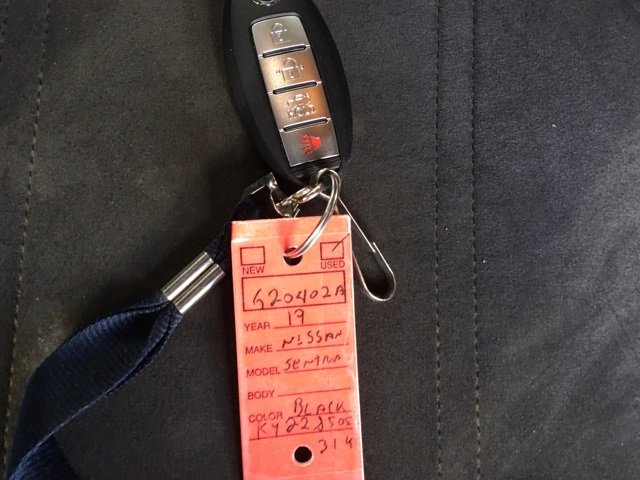 NEW USED
G20402A
YEAR 19
MAKE NISSAN
MODEL SENTRA
BODY
COLOR BLACK
KY228505
314